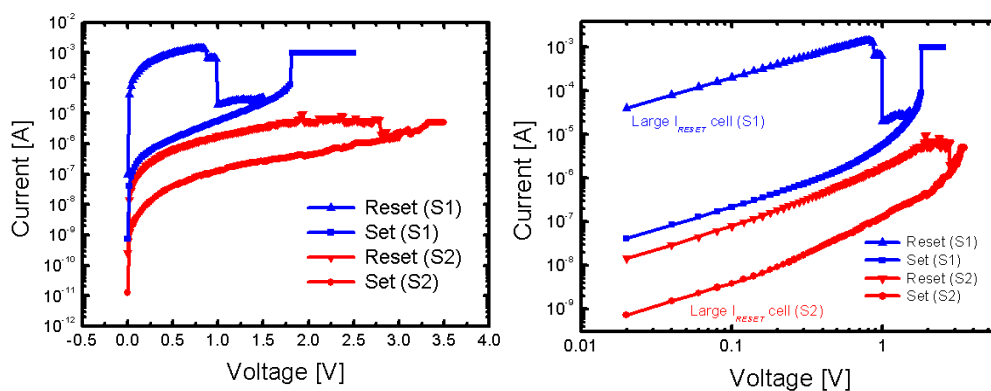 10⁻²
10⁻³
10⁻⁴
10⁻⁵
10⁻⁶
10⁻⁷
10⁻⁸
10⁻⁹
10⁻¹⁰
10⁻¹¹
10⁻¹²
Current [A]
Reset (S1)
Set (S1)
Reset (S2)
Set (S2)
-0.5 0.0 0.5 1.0 1.5 2.0 2.5 3.0 3.5 4.0
Voltage [V]
10⁻³
10⁻⁴
10⁻⁵
10⁻⁶
10⁻⁷
10⁻⁸
10⁻⁹
Current [A]
Large I_RESET cell (S1)
Reset (S1)
Set (S1)
Reset (S2)
Set (S2)
Large I_RESET cell (S2)
0.01 0.1 1
Voltage [V]